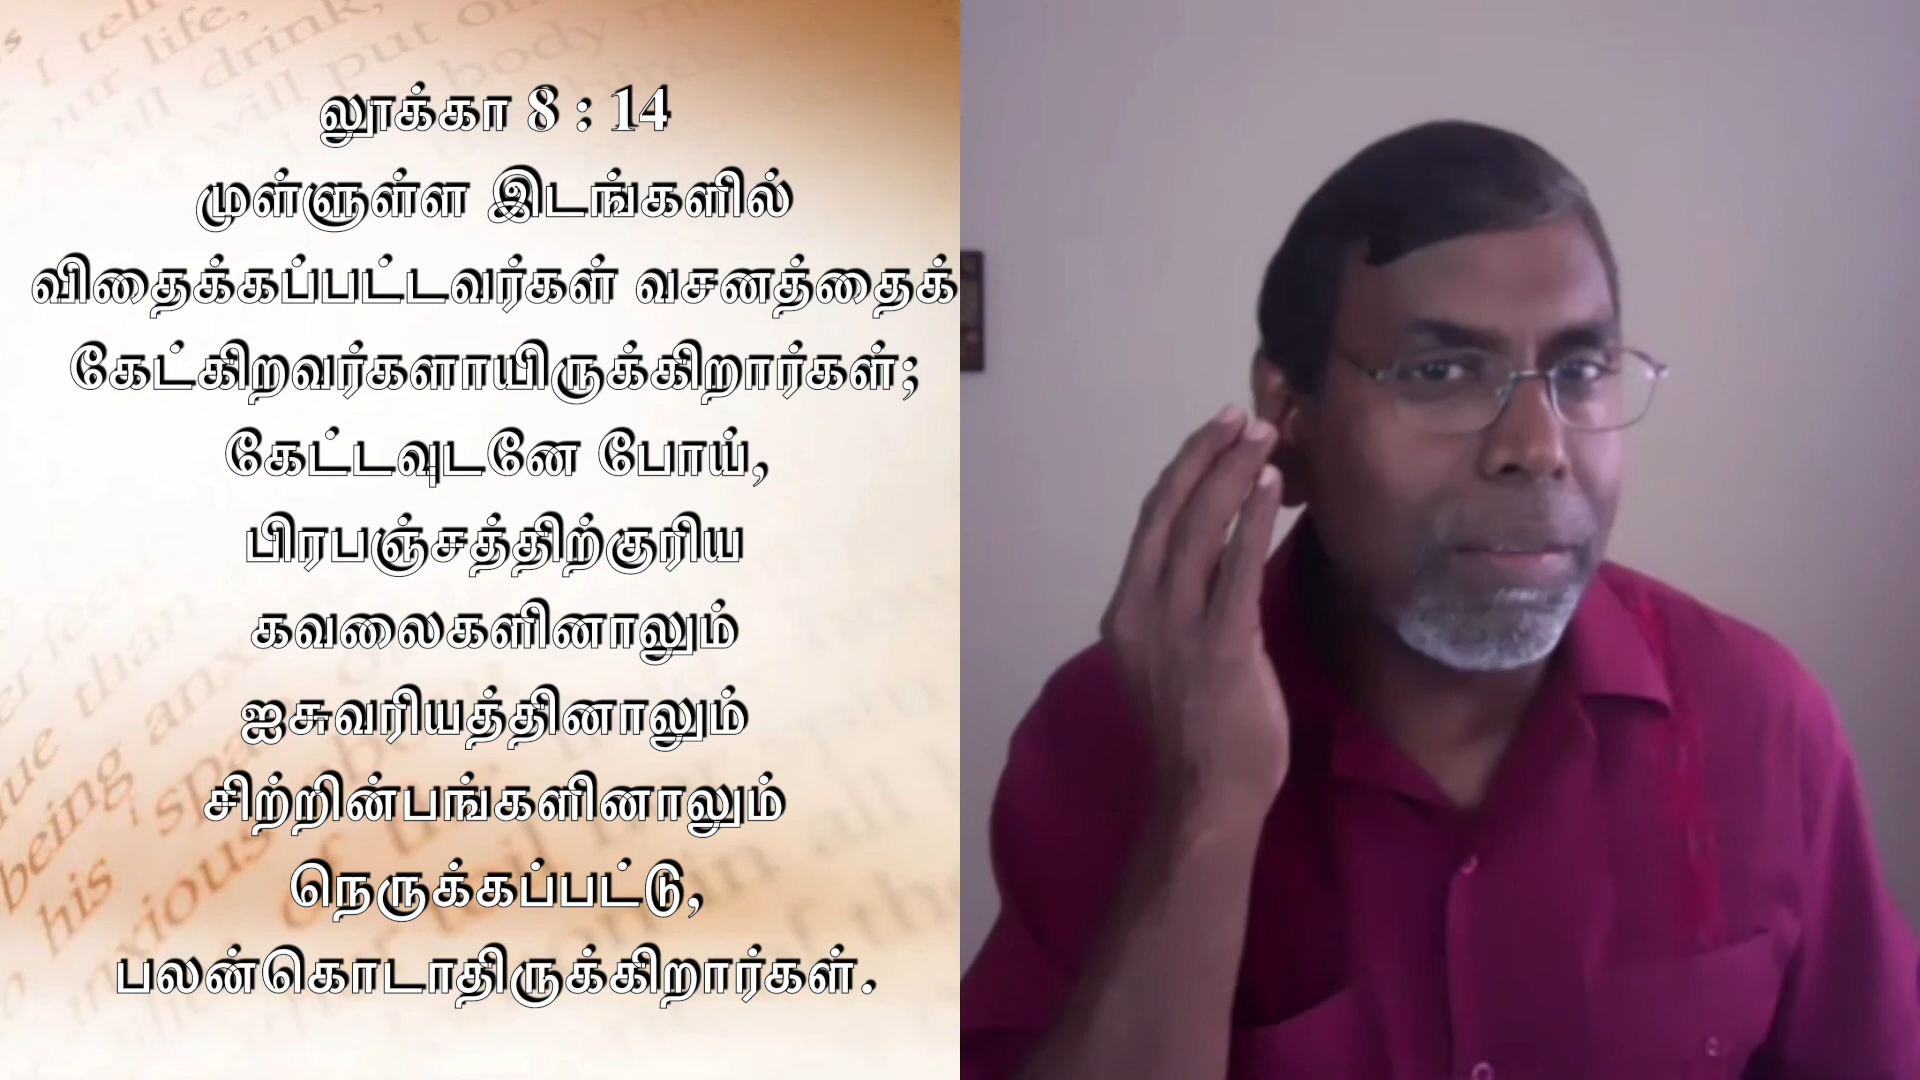 லூக்கா 8 : 14
முள்ளுள்ள இடங்களில்
விதைக்கப்பட்டவர்கள் வசனத்தைக்
கேட்கிறவர்களாயிருக்கிறார்கள்;
கேட்டவுடனே போய்,
பிரபஞ்சத்திற்குரிய
கவலைகளினாலும்
ஐசுவரியத்தினாலும்
சிற்றின்பங்களினாலும்
நெருக்கப்பட்டு,
பலன்கொடாதிருக்கிறார்கள்.